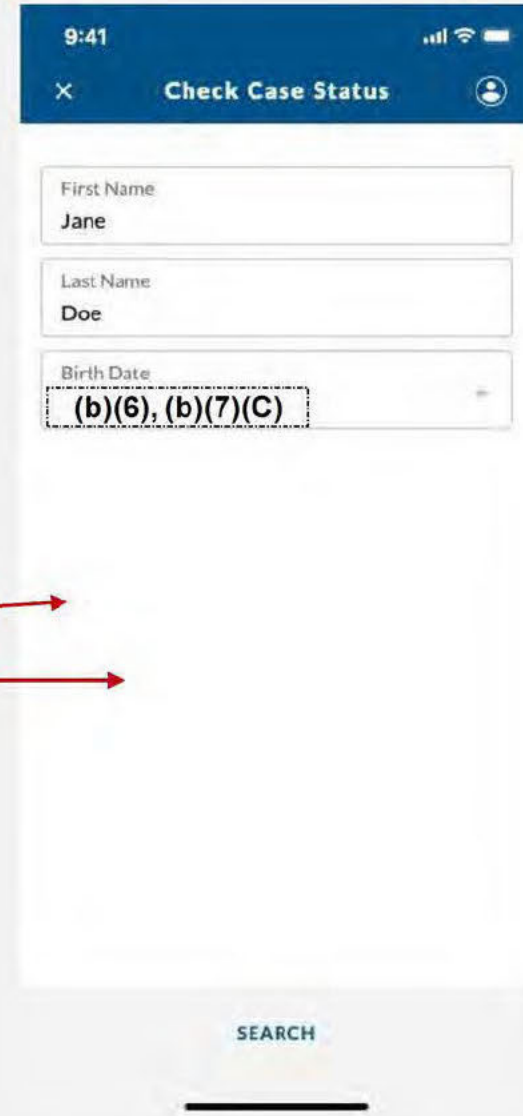 9:41
Check Case Status
First Name
Jane
Last Name
Doe
Birth Date
(b)(6), (b)(7)(C)
SEARCH